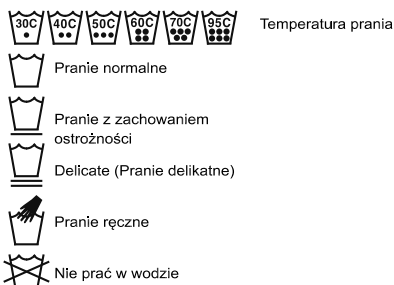 30C 40C 50C 60C 70C 95C Temperatura prania
Pranie normalne
Pranie z zachowaniem
ostrożności
Delicate (Pranie delikatne)
Pranie ręczne
Nie prać w wodzie